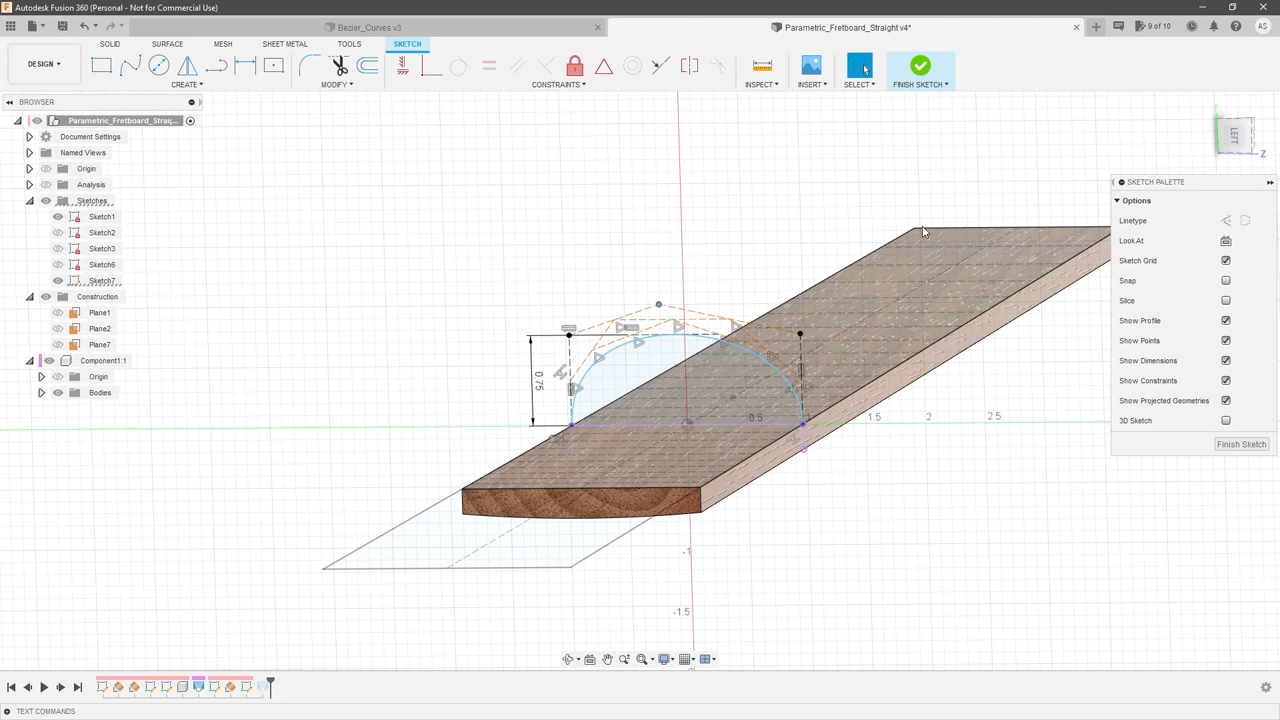 Autodesk Fusion 360 (Personal - Not for Commercial Use)
Bezier_Curves v3
Parametric_Fretboard_Straight v4*
9 of 10
AS
DESIGN
SOLID SURFACE MESH SHEET METAL TOOLS SKETCH
CREATE MODIFY CONSTRAINTS INSPECT INSERT SELECT FINISH SKETCH
BROWSER
Parametric_Fretboard_Straig...
Document Settings
Named Views
Origin
Analysis
Sketches
Sketch1
Sketch2
Sketch3
Sketch6
Sketch7
Construction
Plane1
Plane2
Plane7
Component1:1
Origin
Bodies
LEFT
Z
SKETCH PALETTE
Options
Linetype
Look At
Sketch Grid
Snap
Slice
Show Profile
Show Points
Show Dimensions
Show Constraints
Show Projected Geometries
3D Sketch
Finish Sketch
0.75
0.5
1.5
2
2.5
-1
-1.5
TEXT COMMANDS